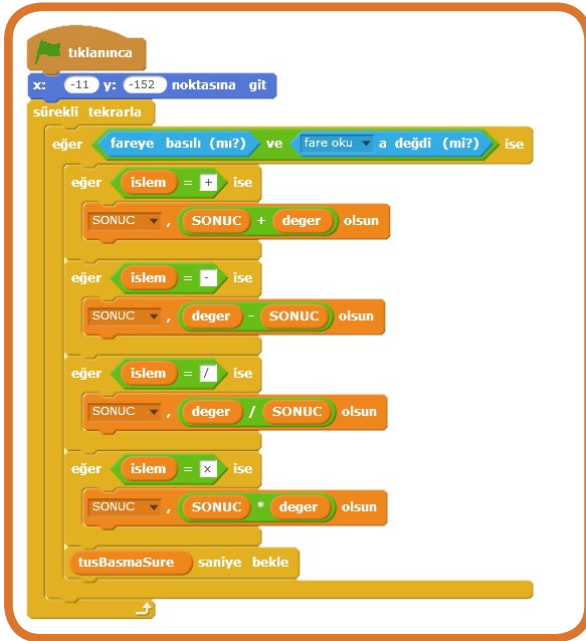 tıklanınca
x: -11 y: -152 noktasına git
sürekli tekrarla
eğer fareye basılı (mı?) ve fare oku a değdi (mi?) ise
eğer islem = + ise
SONUC , SONUC + deger olsun
eğer islem = - ise
SONUC , deger - SONUC olsun
eğer islem = / ise
SONUC , deger / SONUC olsun
eğer islem = x ise
SONUC , SONUC * deger olsun
tusBasmaSure saniye bekle